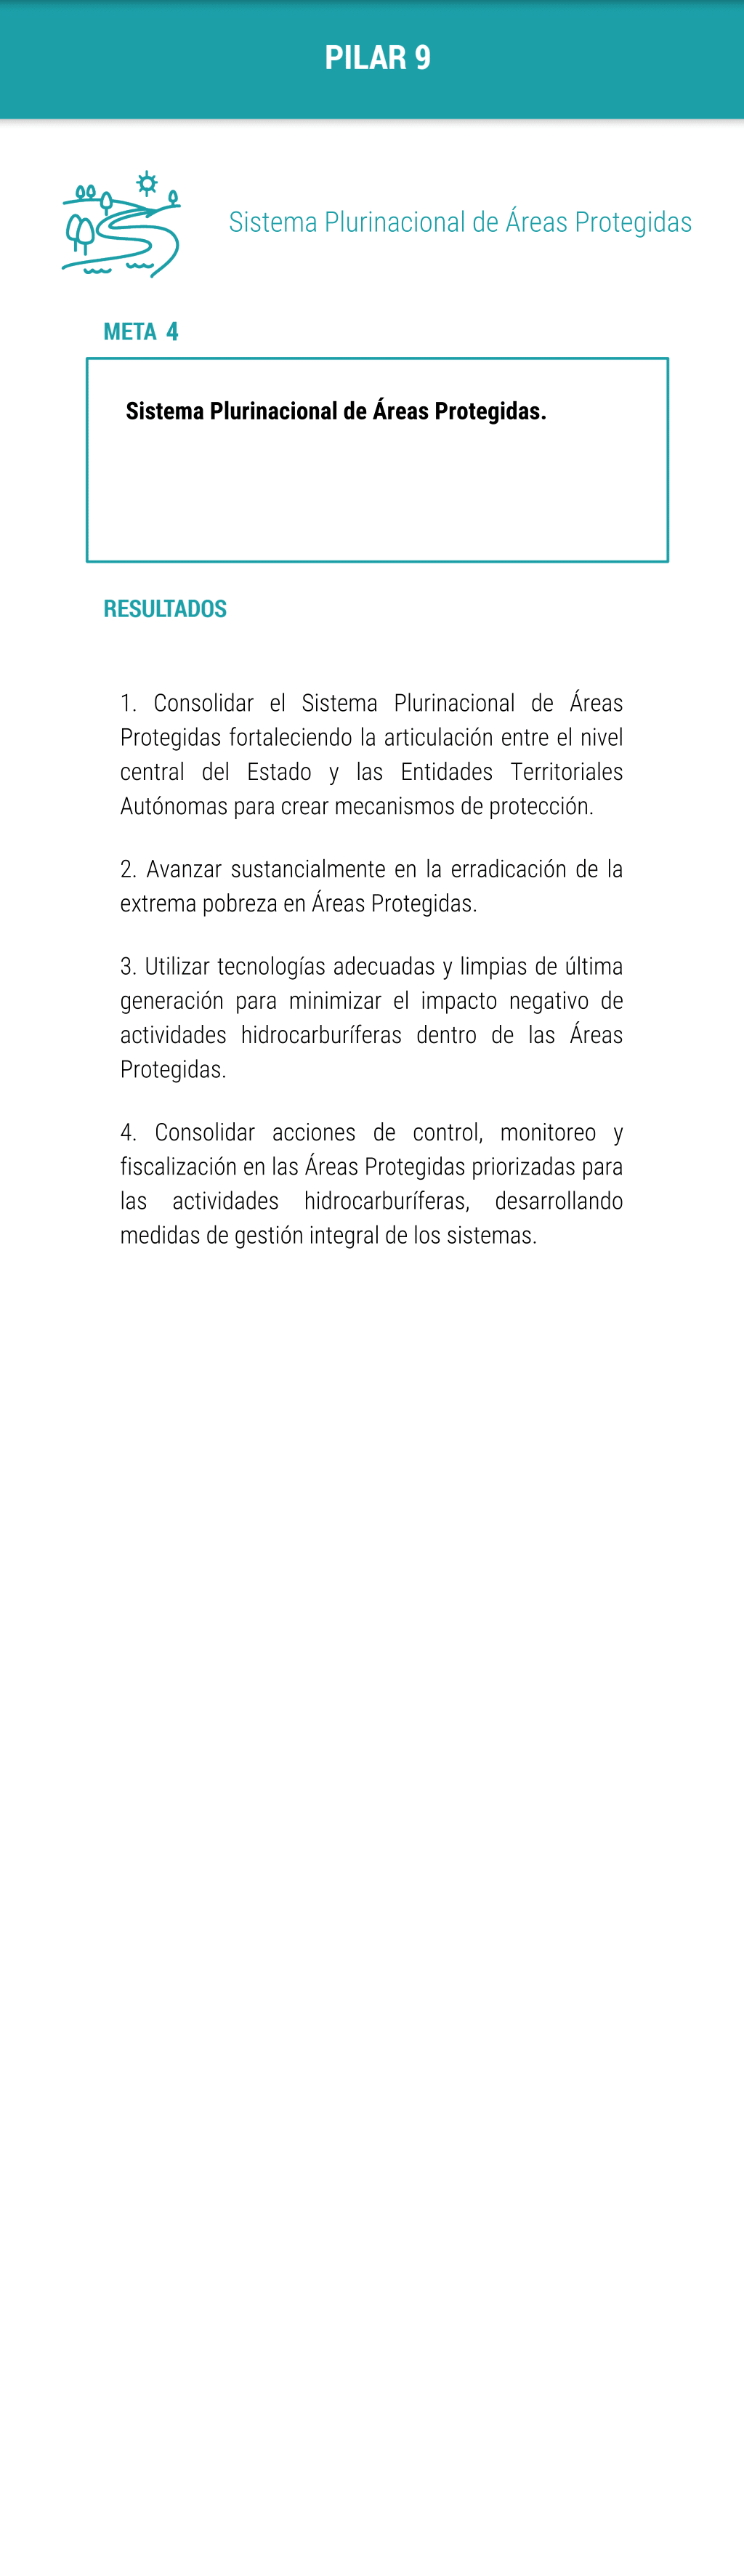 PILAR 9
Sistema Plurinacional de Áreas Protegidas
META 4
Sistema Plurinacional de Áreas Protegidas.
RESULTADOS
1. Consolidar el Sistema Plurinacional de Áreas
Protegidas fortaleciendo la articulación entre el nivel
central del Estado y las Entidades Territoriales
Autónomas para crear mecanismos de protección.
2. Avanzar sustancialmente en la erradicación de la
extrema pobreza en Áreas Protegidas.
3. Utilizar tecnologías adecuadas y limpias de última
generación para minimizar el impacto negativo de
actividades hidrocarburíferas dentro de las Áreas
Protegidas.
4. Consolidar acciones de control, monitoreo y
fiscalización en las Áreas Protegidas priorizadas para
las actividades hidrocarburíferas, desarrollando
medidas de gestión integral de los sistemas.